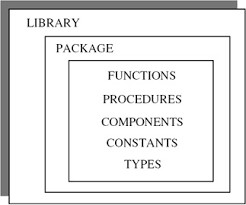 LIBRARY
PACKAGE
FUNCTIONS
PROCEDURES
COMPONENTS
CONSTANTS
TYPES